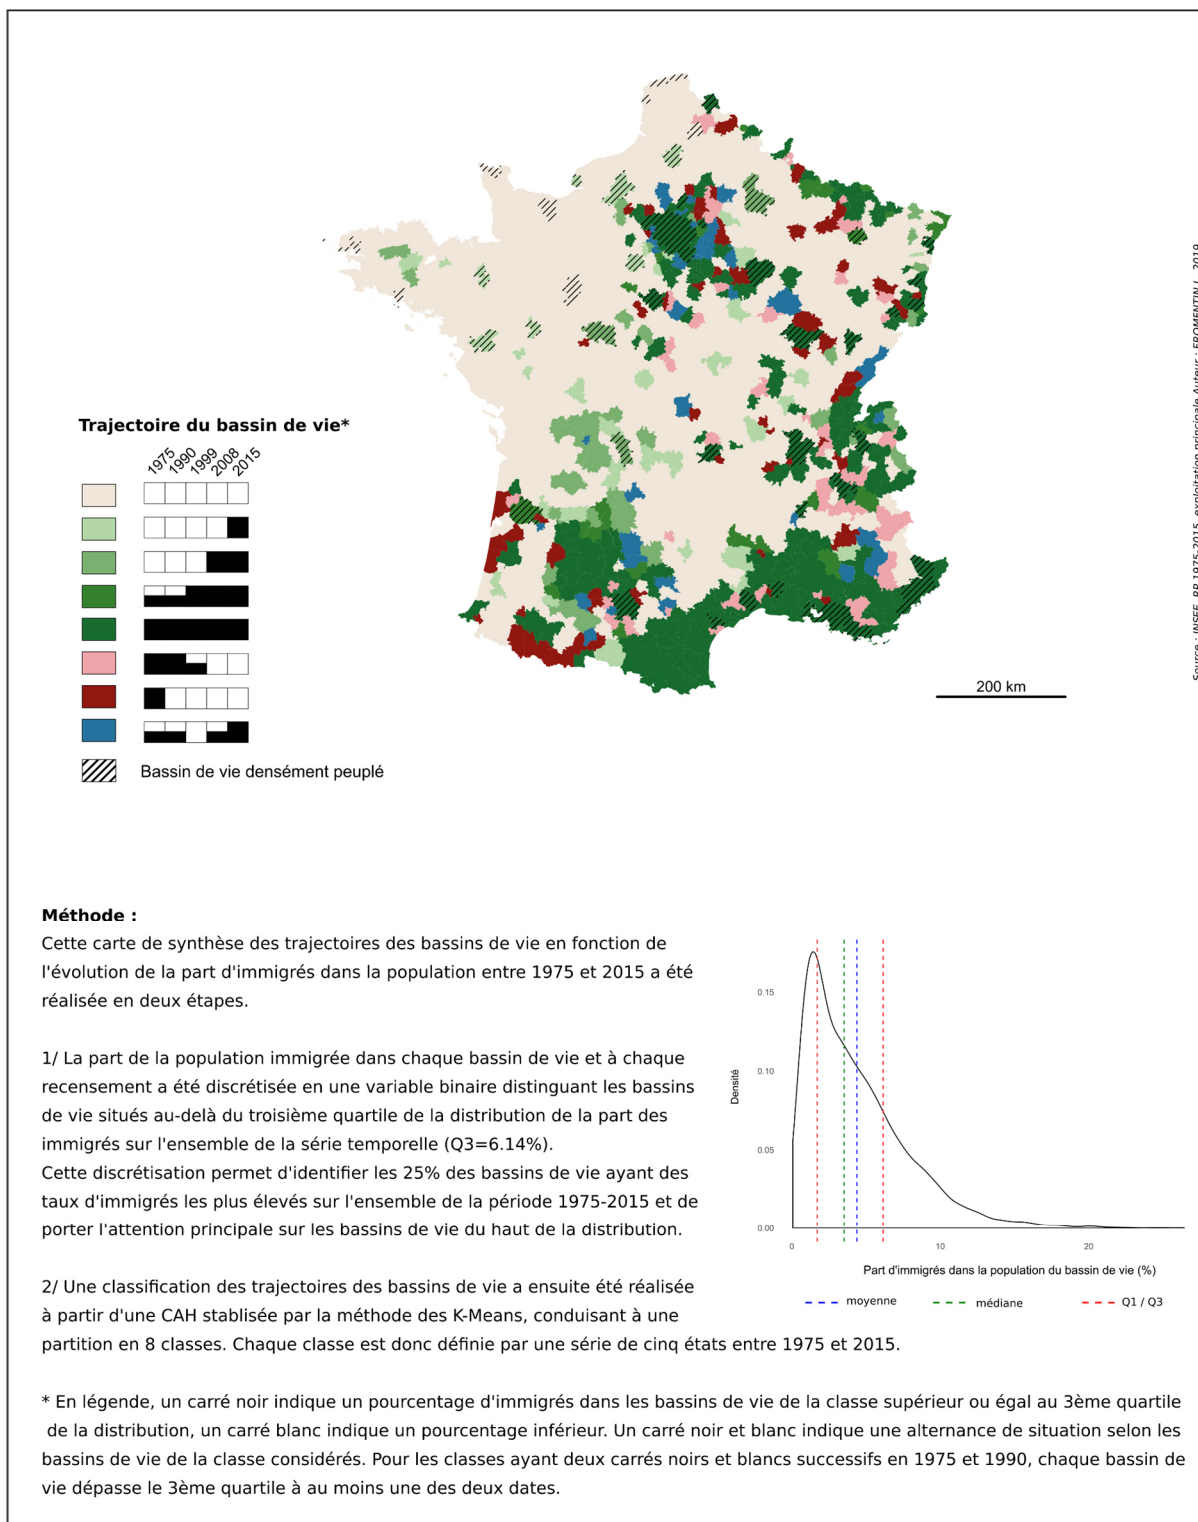 Source : INSEE, RP 1975-2015, exploitation principale Auteur : FROMENTIN J., 2019
Trajectoire du bassin de vie*
1975 1990 1999 2008 2015
Bassin de vie densément peuplé
200 km
Méthode :
Cette carte de synthèse des trajectoires des bassins de vie en fonction de
l'évolution de la part d'immigrés dans la population entre 1975 et 2015 a été
réalisée en deux étapes.
1/ La part de la population immigrée dans chaque bassin de vie et à chaque
recensement a été discrétisée en une variable binaire distinguant les bassins
de vie situés au-delà du troisième quartile de la distribution de la part des
immigrés sur l'ensemble de la série temporelle (Q3=6.14%).
Cette discrétisation permet d'identifier les 25% des bassins de vie ayant des
taux d'immigrés les plus élevés sur l'ensemble de la période 1975-2015 et de
porter l'attention principale sur les bassins de vie du haut de la distribution.
2/ Une classification des trajectoires des bassins de vie a ensuite été réalisée
à partir d'une CAH stablisée par la méthode des K-Means, conduisant à une
partition en 8 classes. Chaque classe est donc définie par une série de cinq états entre 1975 et 2015.
Densité
0.15
0.10
0.05
0.00
0 10 20
Part d'immigrés dans la population du bassin de vie (%)
moyenne médiane Q1 / Q3
* En légende, un carré noir indique un pourcentage d'immigrés dans les bassins de vie de la classe supérieur ou égal au 3ème quartile
de la distribution, un carré blanc indique un pourcentage inférieur. Un carré noir et blanc indique une alternance de situation selon les
bassins de vie de la classe considérés. Pour les classes ayant deux carrés noirs et blancs successifs en 1975 et 1990, chaque bassin de
vie dépasse le 3ème quartile à au moins une des deux dates.